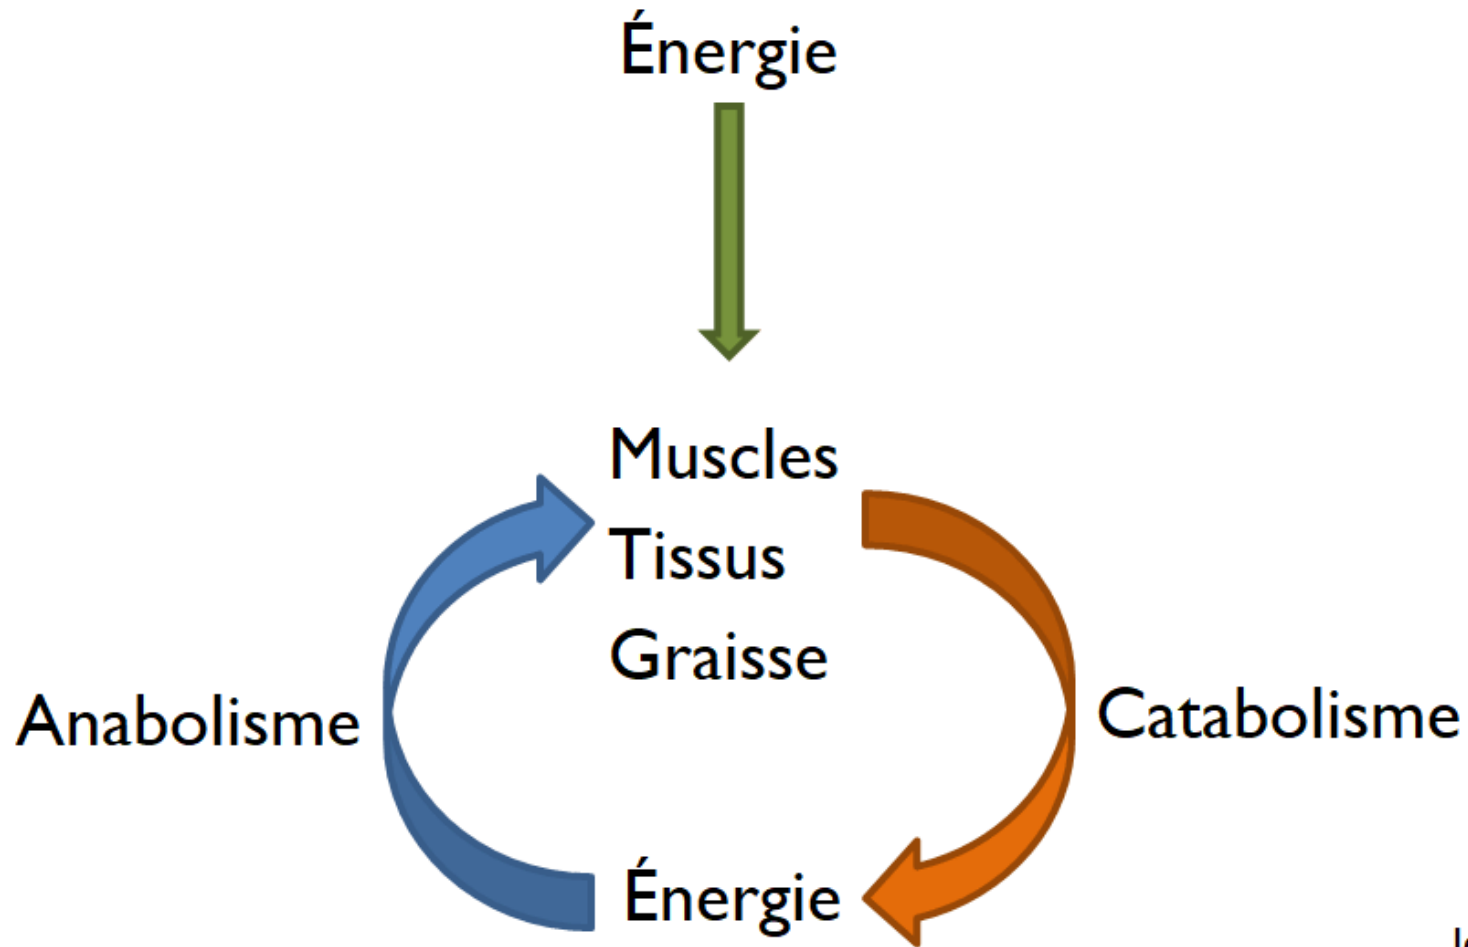 Énergie
Muscles
Tissus
Graisse
Anabolisme
Catabolisme
Énergie